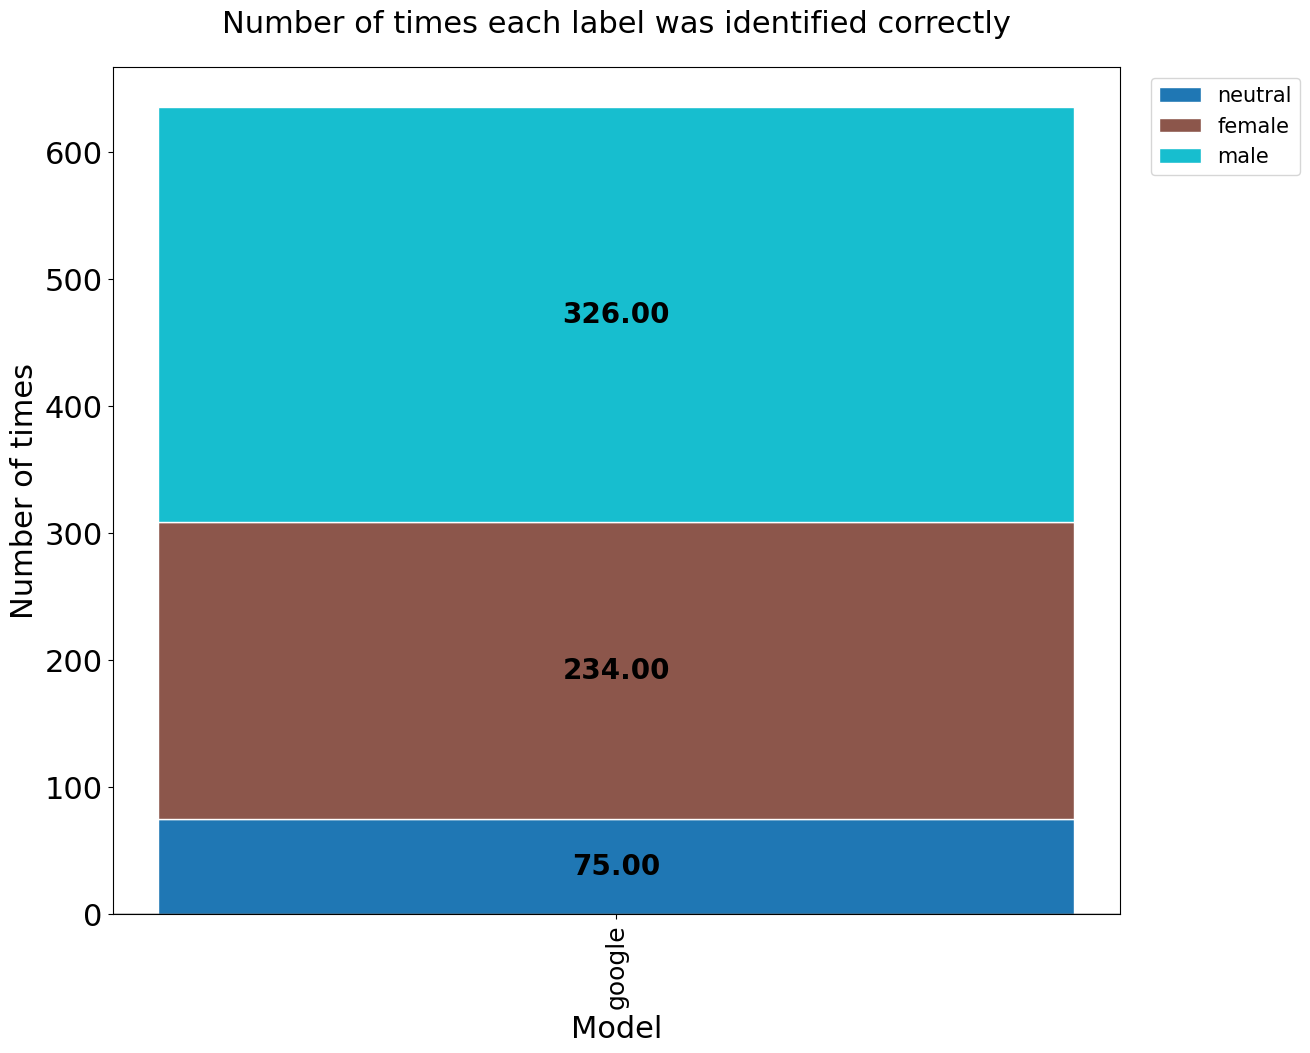 Number of times each label was identified correctly
neutral
female
male
600
500
400
300
200
100
0
Number of times
326.00
234.00
75.00
google
Model